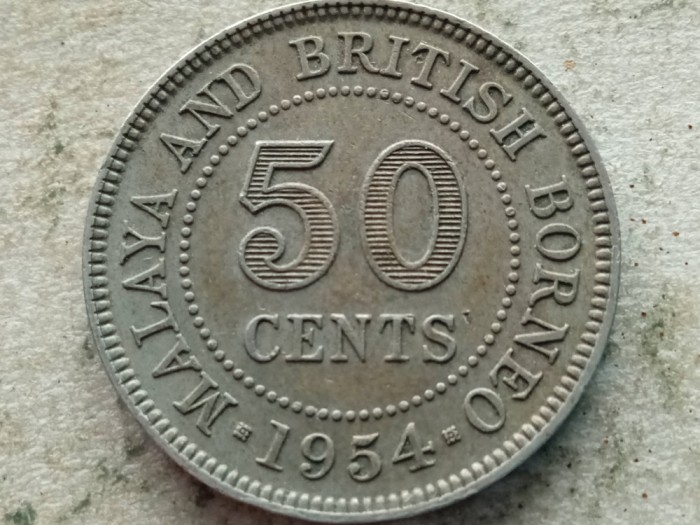 MALAYA AND BRITISH BORNEO
50
CENTS
1954